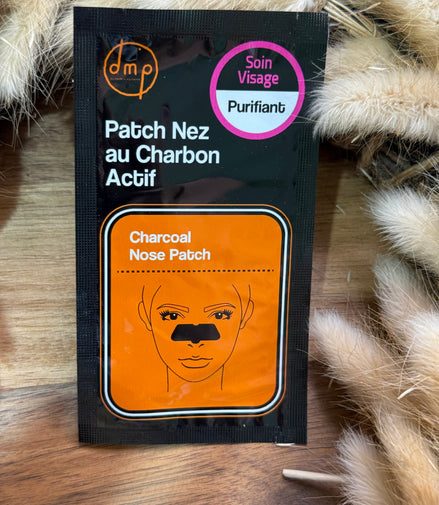 dmp
Soin
Visage
Purifiant
Patch Nez
au Charbon
Actif
Charcoal
Nose Patch